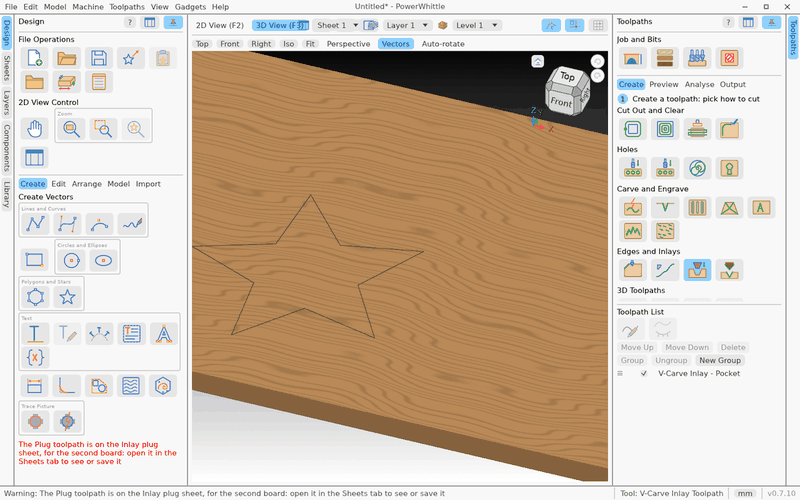 Untitled* - PowerWhittle
File Edit Model Machine Toolpaths View Gadgets Help
Design ?
File Operations
2D View Control
Zoom
Create Edit Arrange Model Import
Create Vectors
Lines and Curves
Circles and Ellipses
Polygons and Stars
Text
Trace Picture
The Plug toolpath is on the Inlay plug
sheet, for the second board: open it in the
Sheets tab to see or save it
Design
Sheets
Layers
Components
Library
2D View (F2) 3D View (F3) Sheet 1 Layer 1 Level 1
Top Front Right Iso Fit Perspective Vectors Auto-rotate
Top
Front
Right
Z
X
Toolpaths ?
Job and Bits
Create Preview Analyse Output
1 Create a toolpath: pick how to cut
Cut Out and Clear
Holes
Carve and Engrave
Edges and Inlays
3D Toolpaths
Toolpath List
Move Up Move Down Delete
Group Ungroup New Group
V-Carve Inlay - Pocket
Toolpaths
Warning: The Plug toolpath is on the Inlay plug sheet, for the second board: open it in the Sheets tab to see or save it
Tool: V-Carve Inlay Toolpath mm v0.7.10